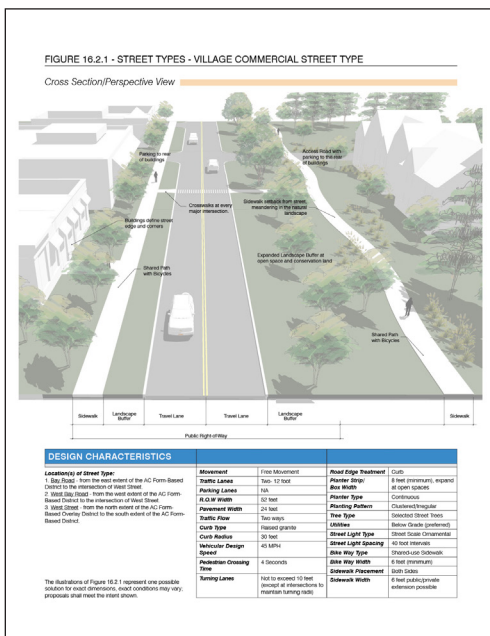 FIGURE 16.2.1 - STREET TYPES - VILLAGE COMMERCIAL STREET TYPE
Cross Section/Perspective View
Parking to rear
of buildings
Access Road with
parking to the rear
of buildings
Crosswalks at every
major intersection.
Sidewalk setback from street,
meandering in the natural
landscape
Buildings define street
edge and corners
Expanded Landscape Buffer at
open space and conservation land
Shared Path
with Bicycles
Shared Path
with Bicycles
Sidewalk
Landscape
Buffer
Travel Lane
Travel Lane
Landscape
Buffer
Sidewalk
Public Right-of-Way
DESIGN CHARACTERISTICS
Location(s) of Street Type:
1. Bay Road - from the east extent of the AC Form-Based
District to the intersection of West Street.
2. West Bay Road - from the west extent of the AC Form-
Based District to the intersection of West Street.
3. West Street - from the north extent of the AC Form-
Based Overlay District to the south extent of the AC Form-
Based District.
The illustrations of Figure 16.2.1 represent one possible
solution for exact dimensions, exact conditions may vary,
proposals shall meet the intent shown.
Movement Free Movement
Traffic Lanes Two- 12 foot
Parking Lanes NA
R.O.W Width 52 feet
Pavement Width 24 feet
Traffic Flow Two ways
Curb Type Raised granite
Curb Radius 30 feet
Vehicular Design 45 MPH
Speed
Pedestrian Crossing 4 Seconds
Time
Turning Lanes Not to exceed 10 feet
(except at intersections to
maintain turning radii)
Road Edge Treatment Curb
Planter Strip/ 8 feet (minimum), expand
Box Width at open spaces
Planter Type Continuous
Planting Pattern Clustered/Irregular
Tree Type Selected Street Trees
Utilities Below Grade (preferred)
Street Light Type Street Scale Ornamental
Street Light Spacing 40 foot Intervals
Bike Way Type Shared-use Sidewalk
Bike Way Width 6 feet (minimum)
Sidewalk Placement Both Sides
Sidewalk Width 6 feet public/private
extension possible